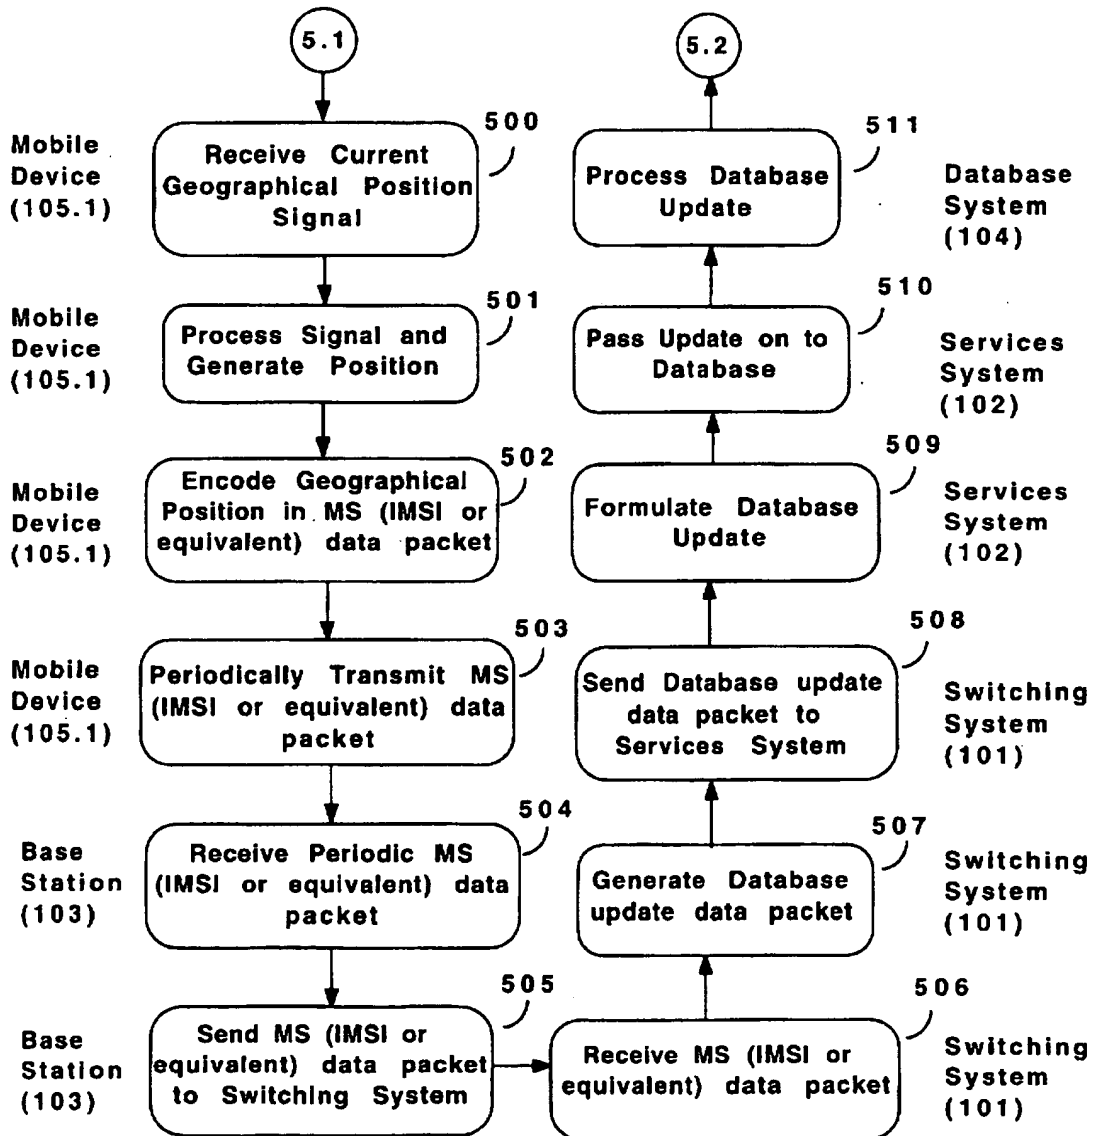 5.1
500
Mobile
Device
(105.1)
Receive Current
Geographical Position
Signal
501
Mobile
Device
(105.1)
Process Signal and
Generate Position
502
Mobile
Device
(105.1)
Encode Geographical
Position in MS (IMSI or
equivalent) data packet
503
Mobile
Device
(105.1)
Periodically Transmit MS
(IMSI or equivalent) data
packet
504
Base
Station
(103)
Receive Periodic MS
(IMSI or equivalent) data
packet
505
Base
Station
(103)
Send MS (IMSI or
equivalent) data packet
to Switching System
506
Receive MS (IMSI or
equivalent) data packet
Switching
System
(101)
507
Generate Database
update data packet
Switching
System
(101)
508
Send Database update
data packet to
Services System
Switching
System
(101)
509
Formulate Database
Update
Services
System
(102)
510
Pass Update on to
Database
Services
System
(102)
511
Process Database
Update
Database
System
(104)
5.2